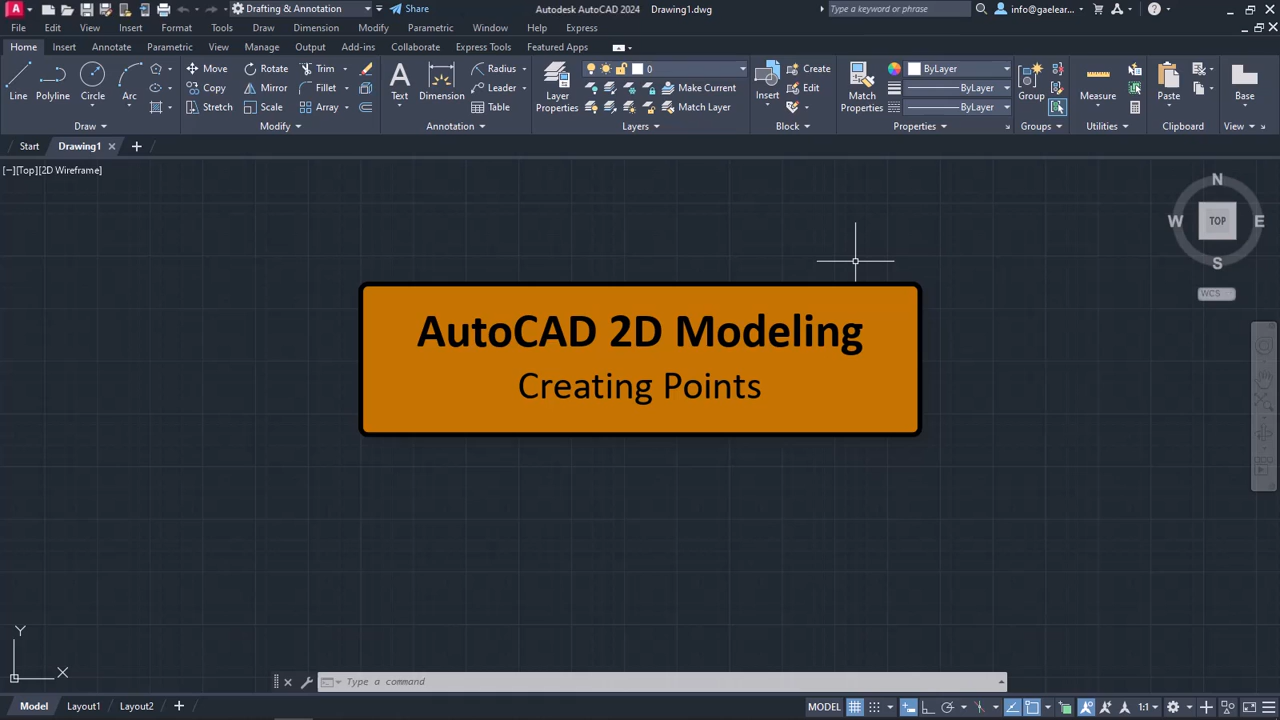 Drafting & Annotation
Share
Autodesk AutoCAD 2024 Drawing1.dwg
Type a keyword or phrase
info@gaelear...
File Edit View Insert Format Tools Draw Dimension Modify Parametric Window Help Express
Home Insert Annotate Parametric View Manage Output Add-ins Collaborate Express Tools Featured Apps
Line Polyline Circle Arc
Move Rotate Trim
Copy Mirror Fillet
Stretch Scale Array
Text Dimension
Radius
Leader
Table
Layer
Properties
0
Make Current
Match Layer
Insert
Create
Edit
Match
Properties
ByLayer
ByLayer
ByLayer
Group
Measure
Paste
Base
Draw Modify Annotation Layers Block Properties Groups Utilities Clipboard View
Start Drawing1
[−][Top][2D Wireframe]
N
W TOP E
S
WCS
AutoCAD 2D Modeling
Creating Points
Y
X
Type a command
Model Layout1 Layout2
MODEL
1:1